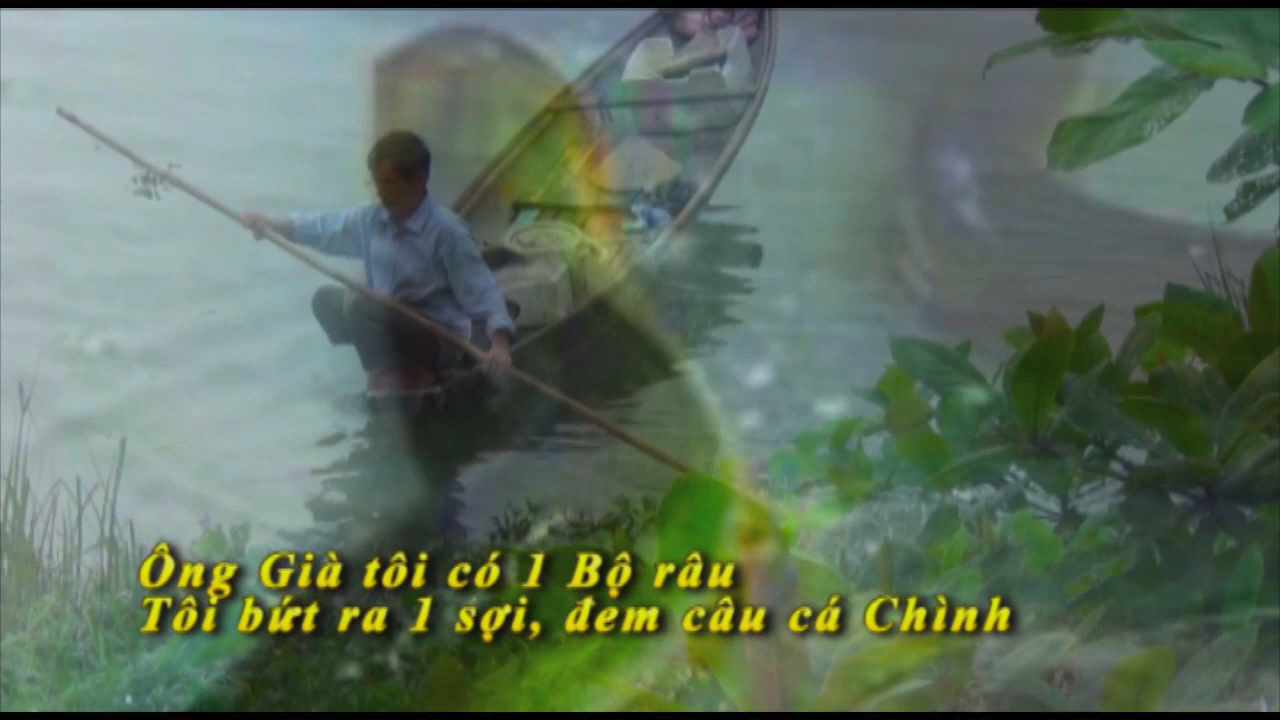 Ông Già tôi có 1 Bộ râu
Tôi bứt ra 1 sợi, đem câu cá Chình